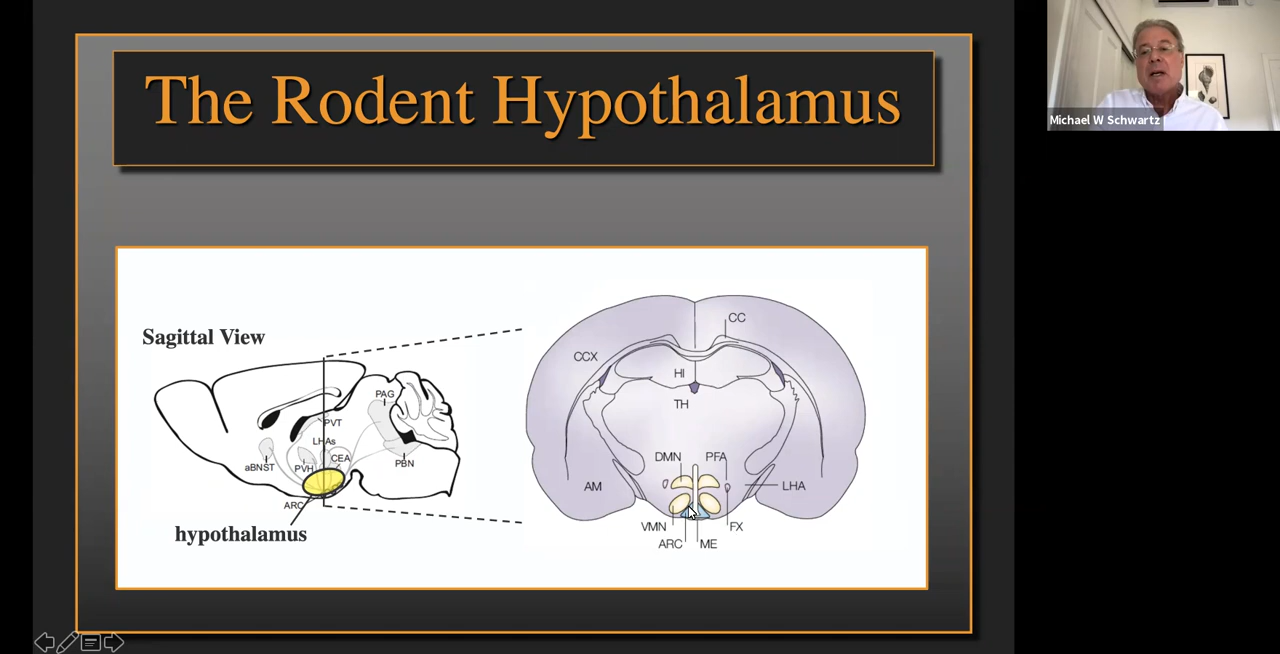 The Rodent Hypothalamus
Michael W Schwartz
Sagittal View
PAG
PVT
LHAs
CEA
aBNST
PVH
PBN
ARC
hypothalamus
CC
CCX
HI
TH
DMN
PFA
AM
LHA
VMN
FX
ARC
ME